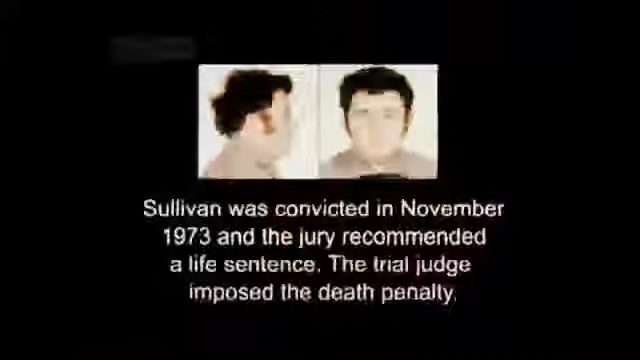 Sullivan was convicted in November
1973 and the jury recommended
a life sentence. The trial judge
imposed the death penalty.